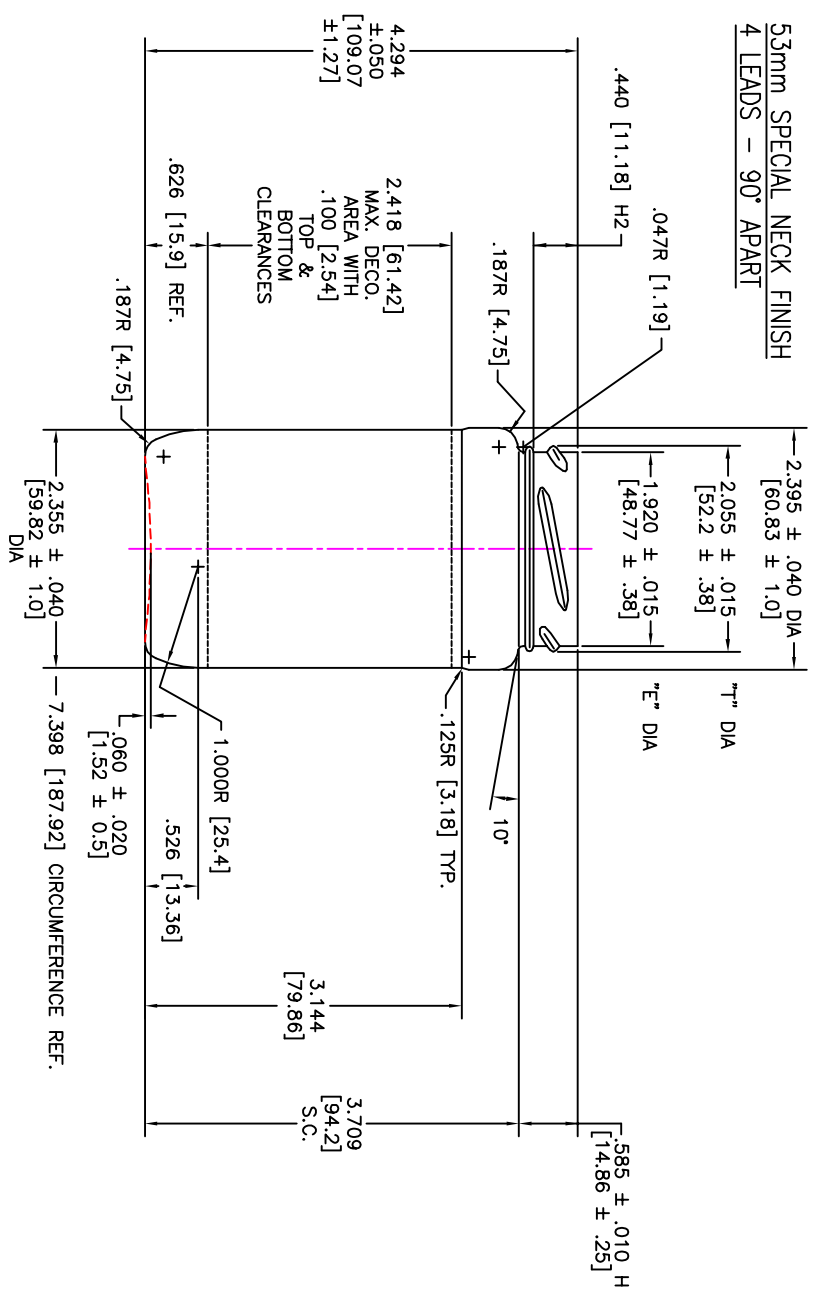 53mm SPECIAL NECK FINISH
4 LEADS - 90° APART
2.395 ± .040 DIA
[60.83 ± 1.0]
2.055 ± .015
[52.2 ± .38]
"T" DIA
1.920 ± .015
[48.77 ± .38]
"E" DIA
.440 [11.18] H2
.047R [1.19]
.187R [4.75]
4.294
±.050
[109.07
±1.27]
2.418 [61.42]
MAX. DECO.
AREA WITH
.100 [2.54]
TOP &
BOTTOM
CLEARANCES
.626 [15.9] REF.
.187R [4.75]
.585 ± .010 H
[14.86 ± .25]
10°
.125R [3.18] TYP.
3.709
[94.2]
S.C.
3.144
[79.86]
1.000R [25.4]
.526 [13.36]
.060 ± .020
[1.52 ± 0.5]
2.355 ± .040
[59.82 ± 1.0]
DIA
7.398 [187.92] CIRCUMFERENCE REF.